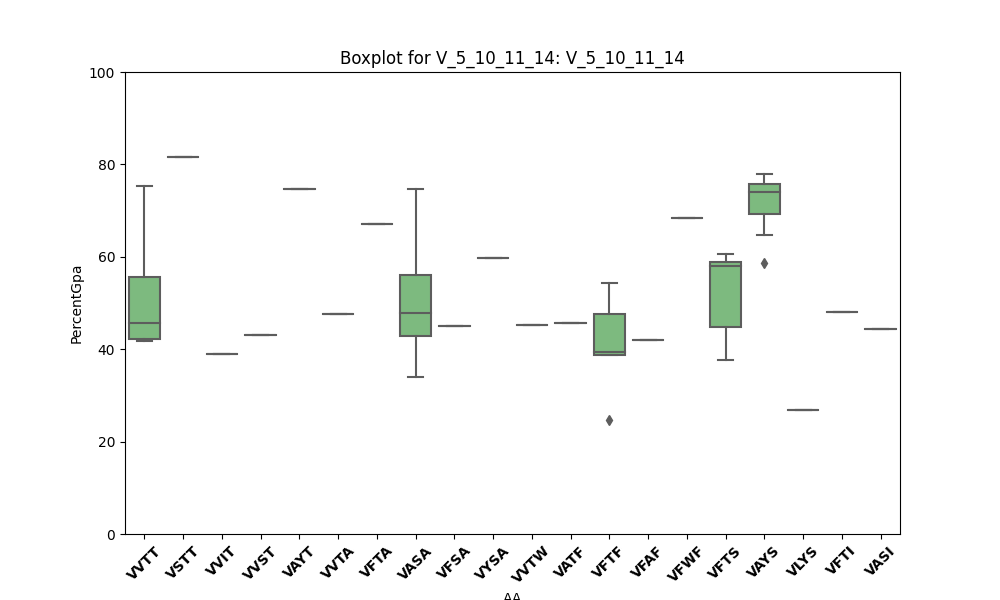 Boxplot for V_5_10_11_14: V_5_10_11_14
100
80
60
40
20
0
PercentGpa
VVTT VSTT VVIT VVST VAYT VVTA VFTA VASA VFSA VYSA VVTW VATF VFTF VFAF VFWF VFTS VAYS VLYS VFTI VASI
AA